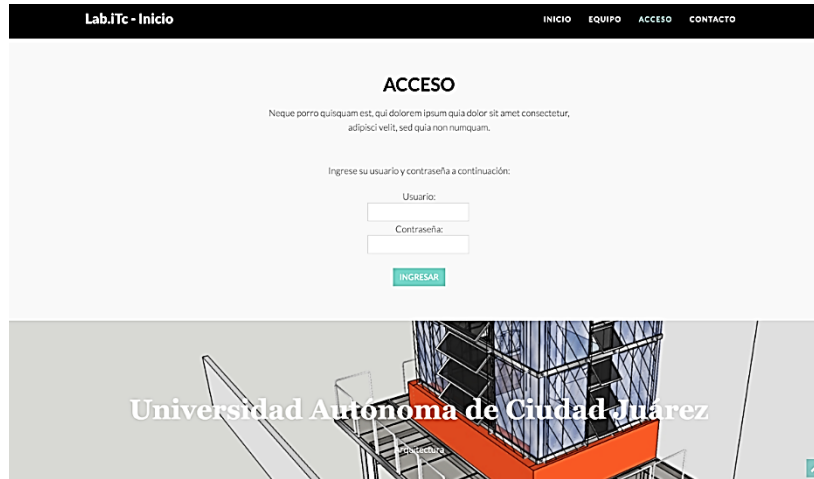 Lab.iTc - Inicio
INICIO EQUIPO ACCESO CONTACTO
ACCESO
Neque porro quisquam est, qui dolorem ipsum quia dolor sit amet consectetur,
adipisci velit, sed quia non numquam.
Ingrese su usuario y contraseña a continuación:
Usuario:
Contraseña:
INGRESAR
Universidad Autónoma de Ciudad Juárez
Arquitectura